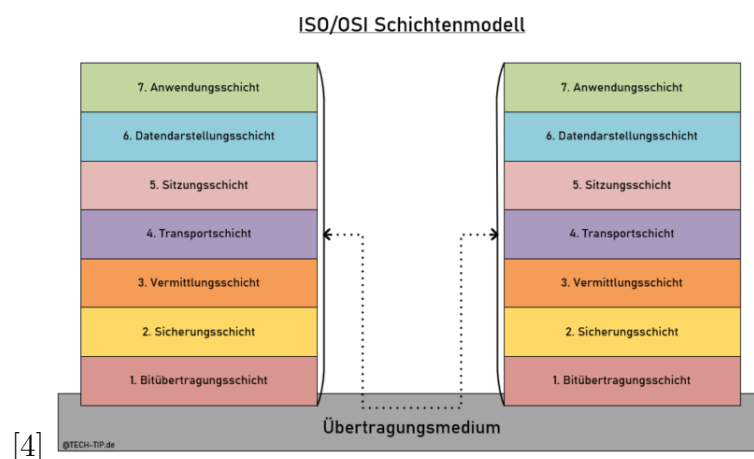 ISO/OSI Schichtenmodell
7. Anwendungsschicht
6. Datendarstellungsschicht
5. Sitzungsschicht
4. Transportschicht
3. Vermittlungsschicht
2. Sicherungsschicht
1. Bitübertragungsschicht
7. Anwendungsschicht
6. Datendarstellungsschicht
5. Sitzungsschicht
4. Transportschicht
3. Vermittlungsschicht
2. Sicherungsschicht
1. Bitübertragungsschicht
Übertragungsmedium
[4]
@TECH-TIP.de